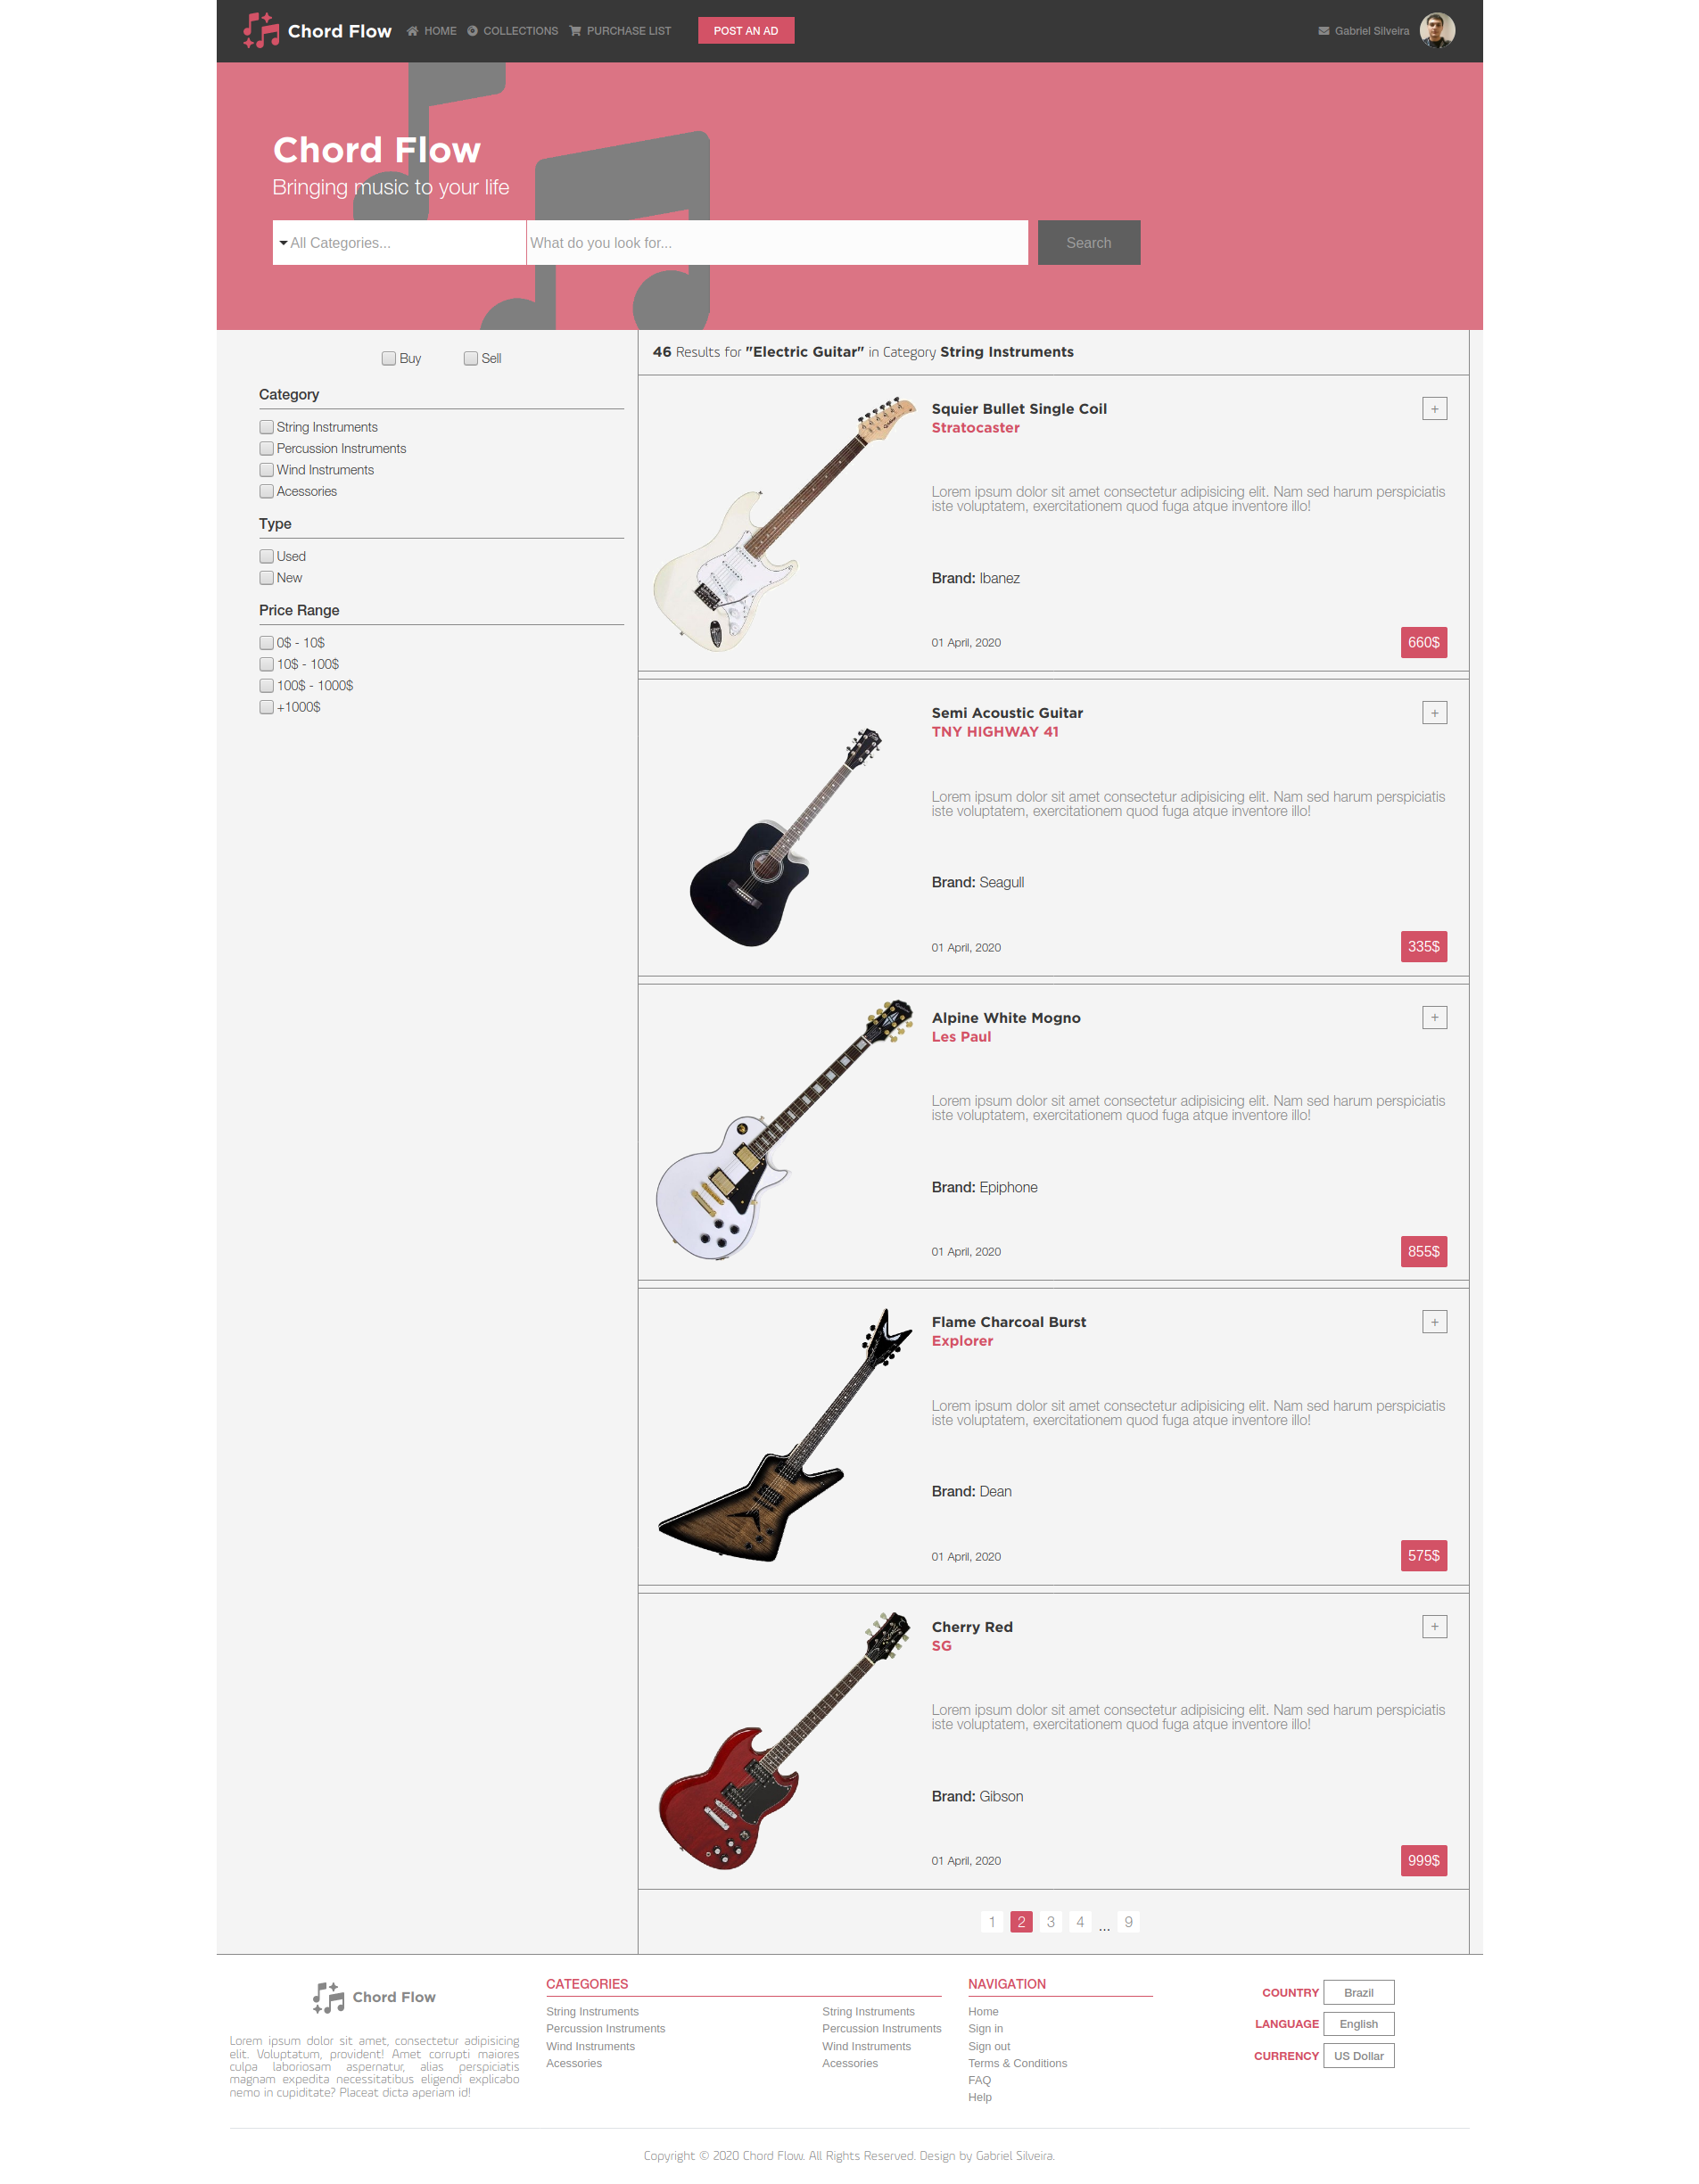 Chord Flow
HOME
COLLECTIONS
PURCHASE LIST
POST AN AD
Gabriel Silveira
Chord Flow
Bringing music to your life
All Categories...
What do you look for...
Search
Buy
Sell
Category
String Instruments
Percussion Instruments
Wind Instruments
Acessories
Type
Used
New
Price Range
0$ - 10$
10$ - 100$
100$ - 1000$
+1000$
46 Results for "Electric Guitar" in Category String Instruments
Squier Bullet Single Coil
+
Stratocaster
Lorem ipsum dolor sit amet consectetur adipisicing elit. Nam sed harum perspiciatis
iste voluptatem, exercitationem quod fuga atque inventore illo!
Brand: Ibanez
01 April, 2020
660$
Semi Acoustic Guitar
+
TNY HIGHWAY 41
Lorem ipsum dolor sit amet consectetur adipisicing elit. Nam sed harum perspiciatis
iste voluptatem, exercitationem quod fuga atque inventore illo!
Brand: Seagull
01 April, 2020
335$
Alpine White Mogno
+
Les Paul
Lorem ipsum dolor sit amet consectetur adipisicing elit. Nam sed harum perspiciatis
iste voluptatem, exercitationem quod fuga atque inventore illo!
Brand: Epiphone
01 April, 2020
855$
Flame Charcoal Burst
+
Explorer
Lorem ipsum dolor sit amet consectetur adipisicing elit. Nam sed harum perspiciatis
iste voluptatem, exercitationem quod fuga atque inventore illo!
Brand: Dean
01 April, 2020
575$
Cherry Red
+
SG
Lorem ipsum dolor sit amet consectetur adipisicing elit. Nam sed harum perspiciatis
iste voluptatem, exercitationem quod fuga atque inventore illo!
Brand: Gibson
01 April, 2020
999$
1 2 3 4 ... 9
Chord Flow
Lorem ipsum dolor sit amet, consectetur adipisicing
elit. Voluptatum, provident! Amet corrupti maiores
culpa laboriosam aspernatur, alias perspiciatis
magnam expedita necessitatibus eligendi explicabo
nemo in cupiditate? Placeat dicta aperiam id!
CATEGORIES
String Instruments
Percussion Instruments
Wind Instruments
Acessories
String Instruments
Percussion Instruments
Wind Instruments
Acessories
NAVIGATION
Home
Sign in
Sign out
Terms & Conditions
FAQ
Help
COUNTRY Brazil
LANGUAGE English
CURRENCY US Dollar
Copyright © 2020 Chord Flow. All Rights Reserved. Design by Gabriel Silveira.